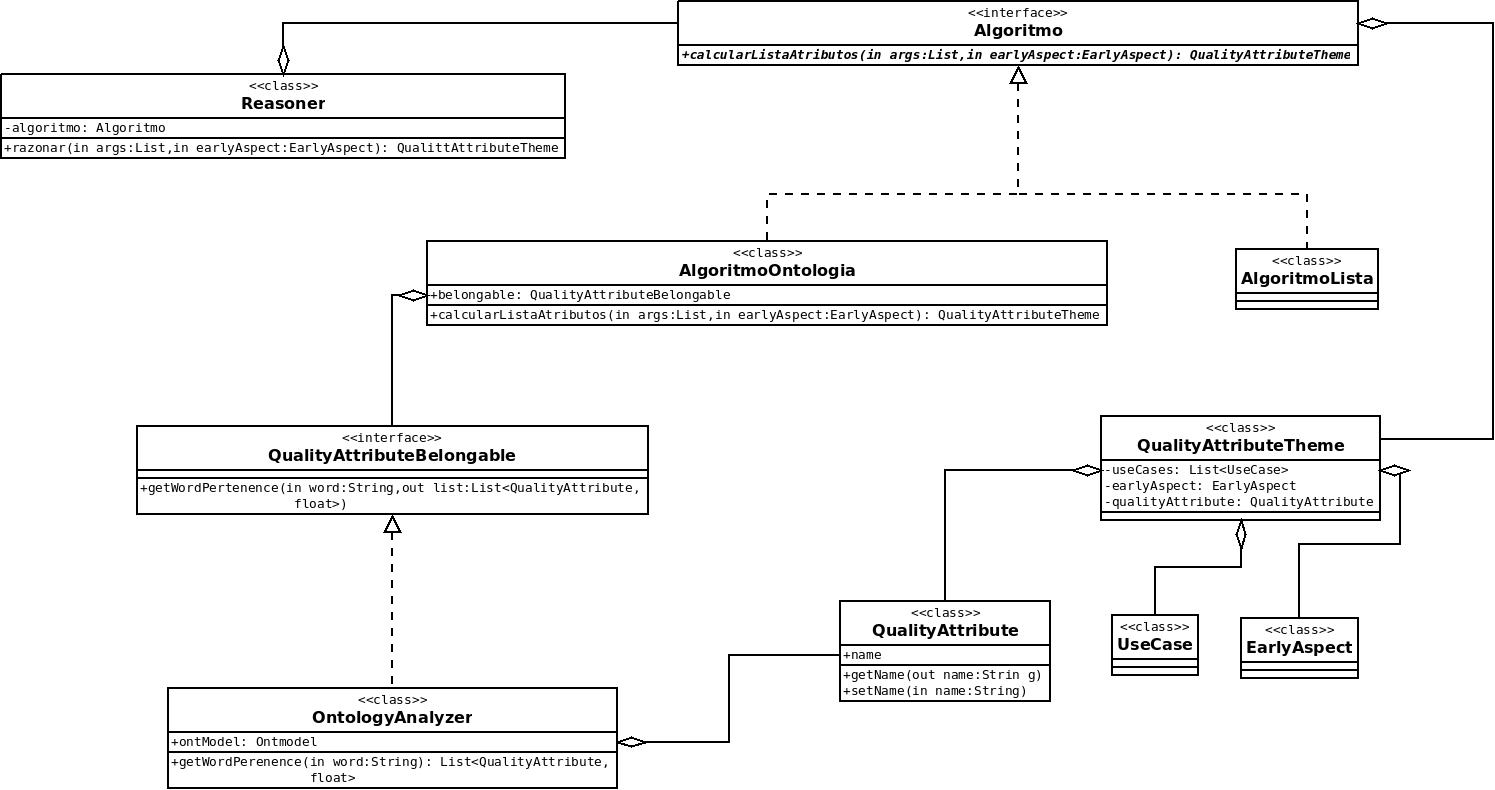 <<interface>>
Algoritmo
+calcularListaAtributos(in args:List,in earlyAspect:EarlyAspect): QualityAttributeTheme
<<class>>
Reasoner
-algoritmo: Algoritmo
+razonar(in args:List,in earlyAspect:EarlyAspect): QualittAttributeTheme
<<class>>
AlgoritmoOntologia
+belongable: QualityAttributeBelongable
+calcularListaAtributos(in args:List,in earlyAspect:EarlyAspect): QualityAttributeTheme
<<class>>
AlgoritmoLista
<<interface>>
QualityAttributeBelongable
+getWordPertenence(in word:String,out list:List<QualityAttribute,
float>)
<<class>>
QualityAttributeTheme
-useCases: List<UseCase>
-earlyAspect: EarlyAspect
-qualityAttribute: QualityAttribute
<<class>>
QualityAttribute
+name
+getName(out name:Strin g)
+setName(in name:String)
<<class>>
UseCase
<<class>>
EarlyAspect
<<class>>
OntologyAnalyzer
+ontModel: Ontmodel
+getWordPerenence(in word:String): List<QualityAttribute,
float>